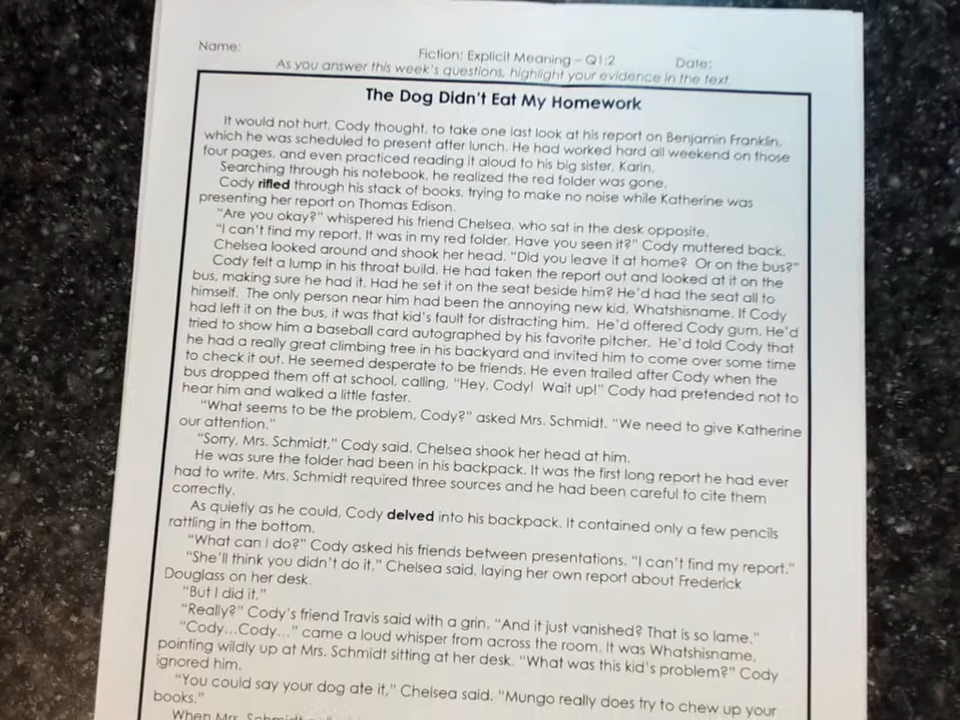 Name:
Fiction: Explicit Meaning – Q1:2
Date:
As you answer this week's questions, highlight your evidence in the text.
The Dog Didn't Eat My Homework
It would not hurt, Cody thought, to take one last look at his report on Benjamin Franklin,
which he was scheduled to present after lunch. He had worked hard all weekend on those
four pages, and even practiced reading it aloud to his big sister, Karin.
Searching through his notebook, he realized the red folder was gone.
Cody rifled through his stack of books, trying to make no noise while Katherine was
presenting her report on Thomas Edison.
"Are you okay?" whispered his friend Chelsea, who sat in the desk opposite.
"I can't find my report. It was in my red folder. Have you seen it?" Cody muttered back.
Chelsea looked around and shook her head. "Did you leave it at home? Or on the bus?"
Cody felt a lump in his throat build. He had taken the report out and looked at it on the
bus, making sure he had it. Had he set it on the seat beside him? He'd had the seat all to
himself. The only person near him had been the annoying new kid, Whatshisname. If Cody
had left it on the bus, it was that kid's fault for distracting him. He'd offered Cody gum. He'd
tried to show him a baseball card autographed by his favorite pitcher. He'd told Cody that
he had a really great climbing tree in his backyard and invited him to come over some time
to check it out. He seemed desperate to be friends. He even trailed after Cody when the
bus dropped them off at school, calling, "Hey, Cody! Wait up!" Cody had pretended not to
hear him and walked a little faster.
"What seems to be the problem, Cody?" asked Mrs. Schmidt. "We need to give Katherine
our attention."
"Sorry, Mrs. Schmidt," Cody said. Chelsea shook her head at him.
He was sure the folder had been in his backpack. It was the first long report he had ever
had to write. Mrs. Schmidt required three sources and he had been careful to cite them
correctly.
As quietly as he could, Cody delved into his backpack. It contained only a few pencils
rattling in the bottom.
"What can I do?" Cody asked his friends between presentations. "I can't find my report."
"She'll think you didn't do it," Chelsea said, laying her own report about Frederick
Douglass on her desk.
"But I did it."
"Really?" Cody's friend Travis said with a grin. "And it just vanished? That is so lame."
"Cody…Cody…" came a loud whisper from across the room. It was Whatshisname,
pointing wildly up at Mrs. Schmidt sitting at her desk. "What was this kid's problem?" Cody
ignored him.
"You could say your dog ate it," Chelsea said. "Mungo really does try to chew up your
books."
When Mrs. Schmidt